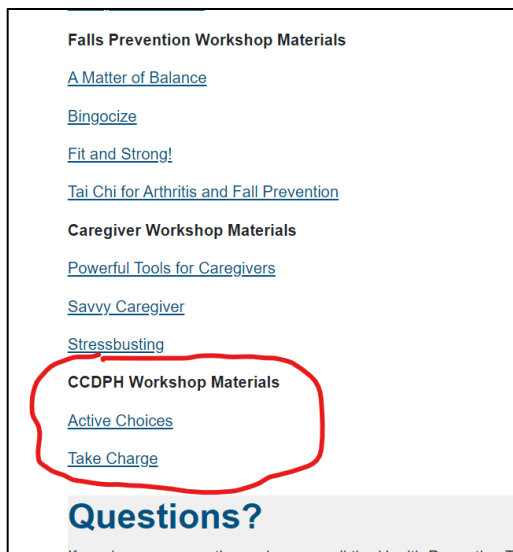 Falls Prevention Workshop Materials
A Matter of Balance
Bingocize
Fit and Strong!
Tai Chi for Arthritis and Fall Prevention
Caregiver Workshop Materials
Powerful Tools for Caregivers
Savvy Caregiver
Stressbusting
CCDPH Workshop Materials
Active Choices
Take Charge
Questions?